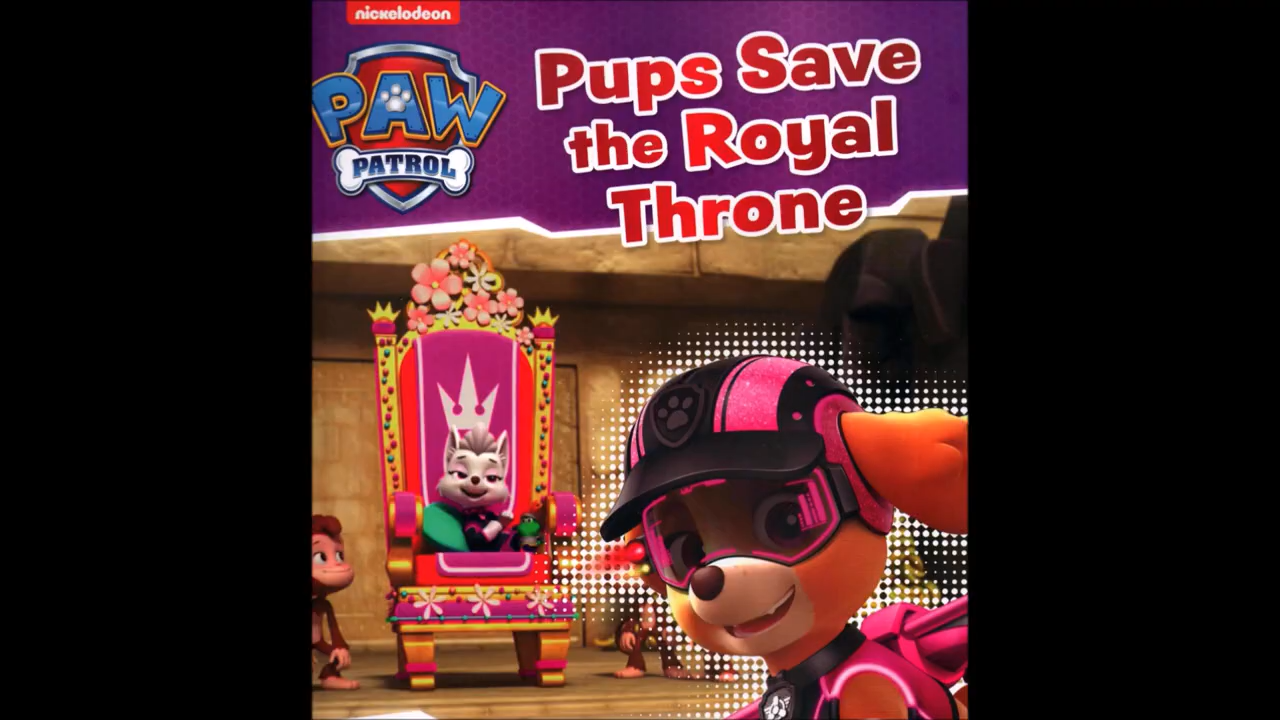 nickelodeon
PAW
PATROL
Pups Save
the Royal
Throne